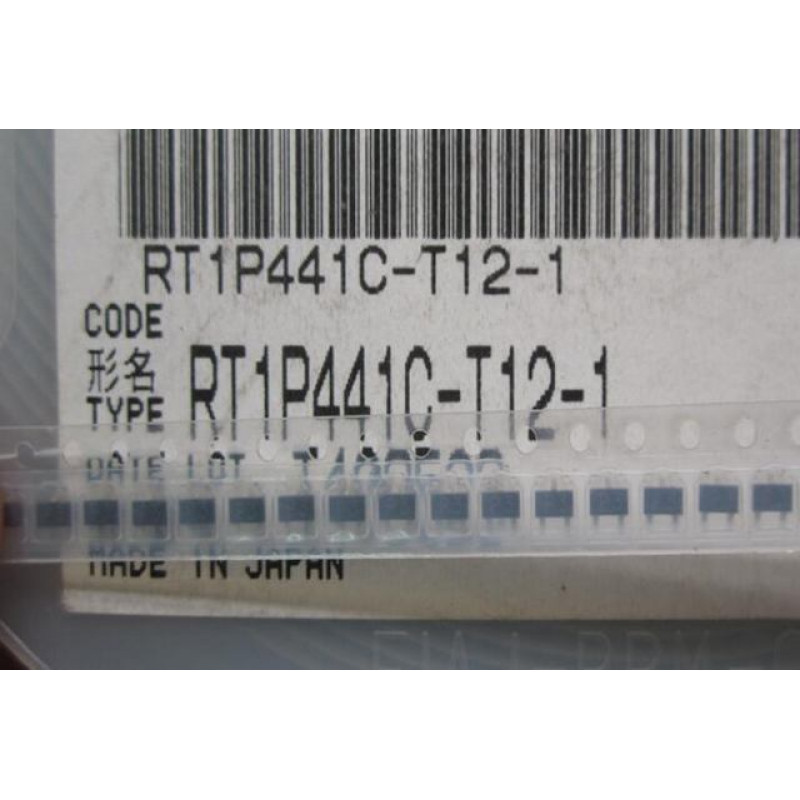 RT1P441C-T12-1
CODE
形名 RT1P441C-T12-1
TYPE
DATE LOT
MADE IN JAPAN